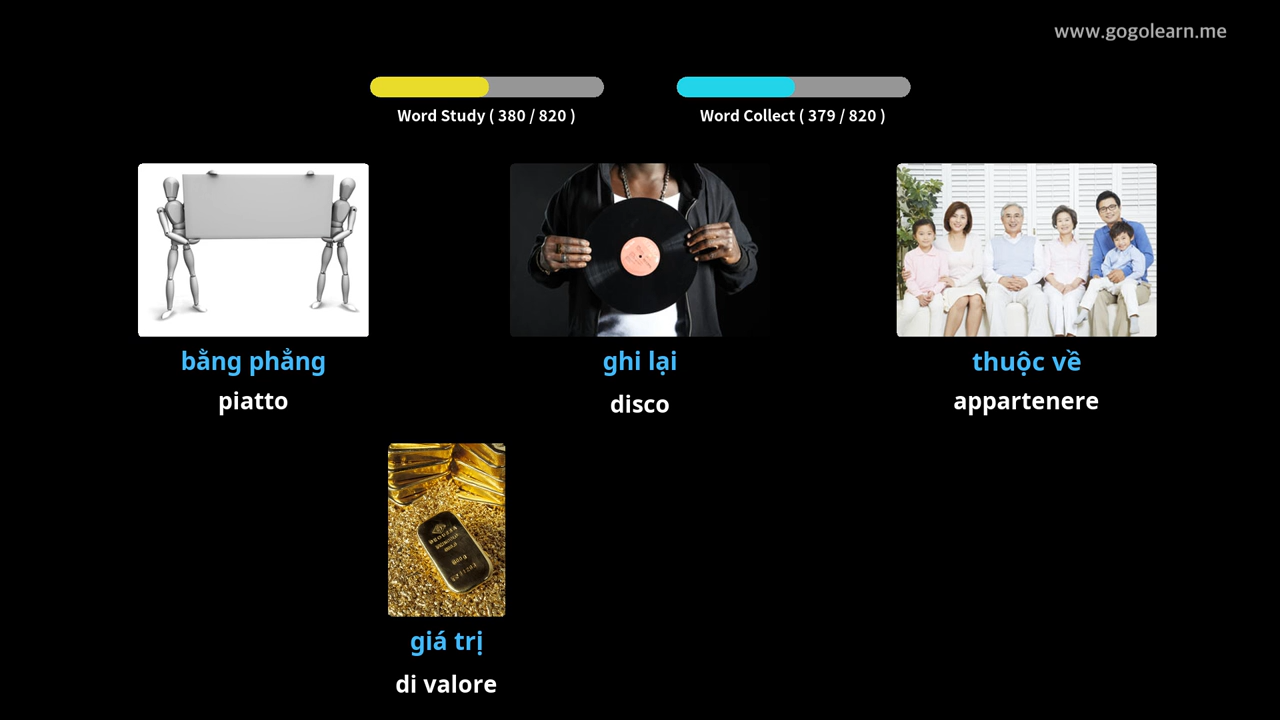 www.gogolearn.me
Word Study ( 380 / 820 )
Word Collect ( 379 / 820 )
bằng phẳng
ghi lại
thuộc về
piatto
disco
appartenere
giá trị
di valore